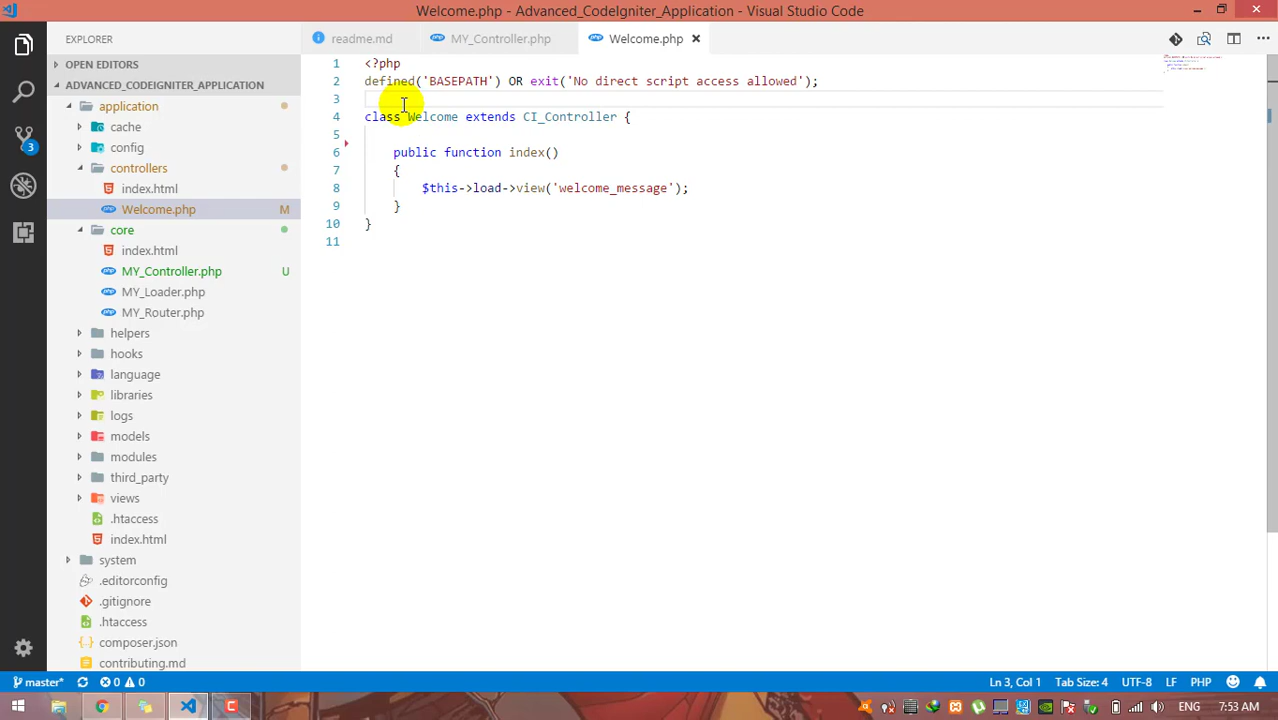 Welcome.php - Advanced_CodeIgniter_Application - Visual Studio Code
EXPLORER
readme.md
MY_Controller.php
Welcome.php
OPEN EDITORS
ADVANCED_CODEIGNITER_APPLICATION
application
cache
config
controllers
index.html
Welcome.php M
core
index.html
MY_Controller.php U
MY_Loader.php
MY_Router.php
helpers
hooks
language
libraries
logs
models
modules
third_party
views
.htaccess
index.html
system
.editorconfig
.gitignore
.htaccess
composer.json
contributing.md
3
1 <?php
2 defined('BASEPATH') OR exit('No direct script access allowed');
3
4 class Welcome extends CI_Controller {
5
6 public function index()
7 {
8 $this->load->view('welcome_message');
9 }
10 }
11
master* 0 0 Ln 3, Col 1 Tab Size: 4 UTF-8 LF PHP
ENG 7:53 AM